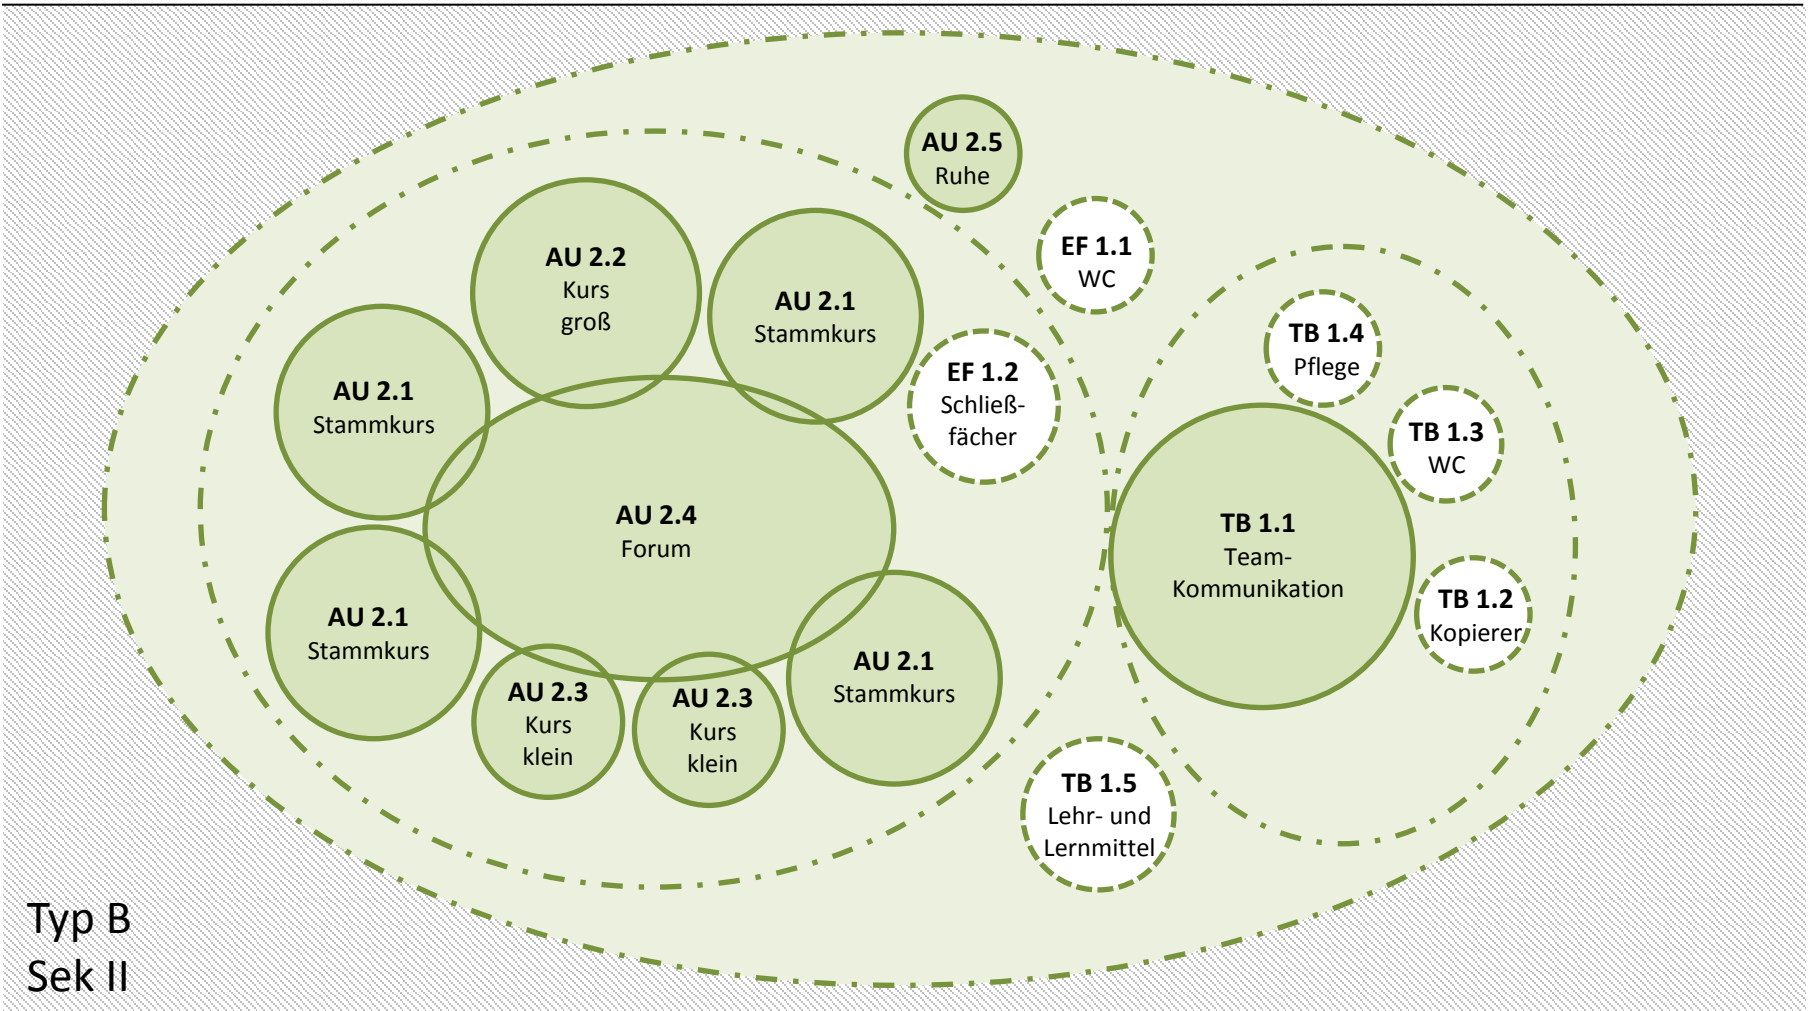 AU 2.5
Ruhe
EF 1.1
WC
AU 2.2
Kurs
groß
AU 2.1
Stammkurs
TB 1.4
Pflege
EF 1.2
Schließ-
fächer
AU 2.1
Stammkurs
TB 1.3
WC
AU 2.4
Forum
TB 1.1
Team-
Kommunikation
TB 1.2
Kopierer
AU 2.1
Stammkurs
AU 2.3
Kurs
klein
AU 2.3
Kurs
klein
AU 2.1
Stammkurs
TB 1.5
Lehr- und
Lernmittel
Typ B
Sek II